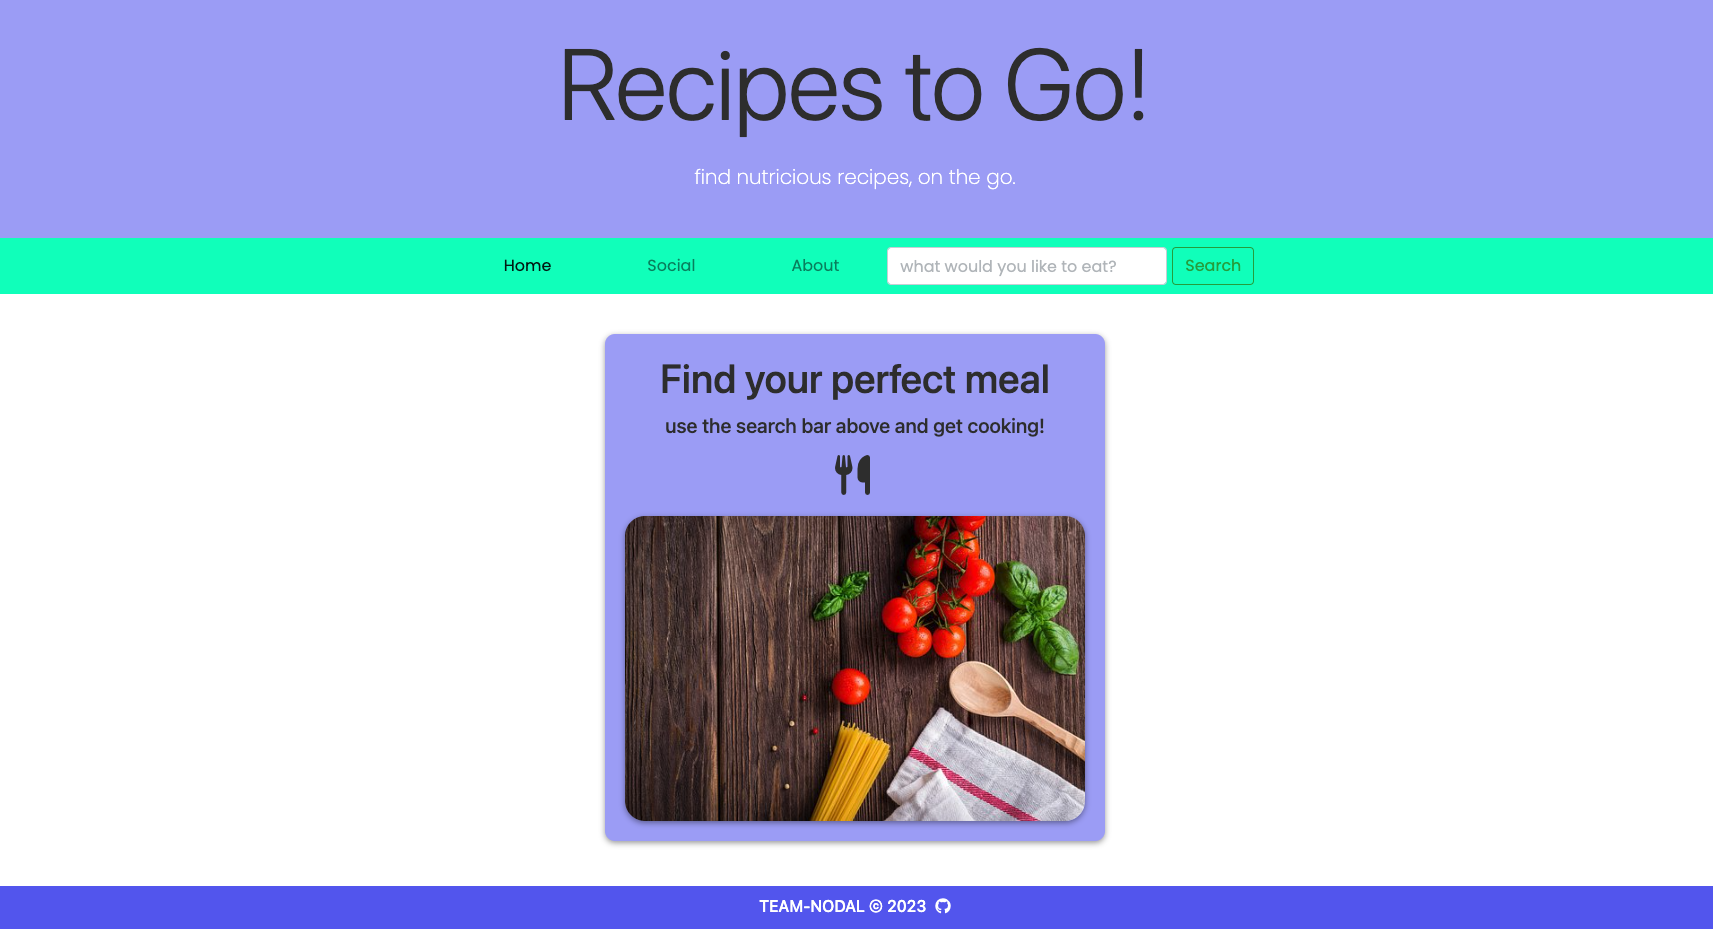 Recipes to Go!
find nutricious recipes, on the go.
Home Social About what would you like to eat? Search
Find your perfect meal
use the search bar above and get cooking!
TEAM-NODAL © 2023